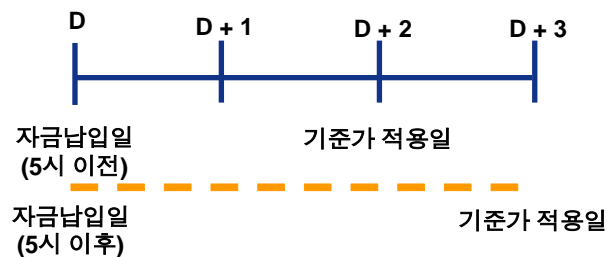 D
D + 1
D + 2
D + 3
자금납입일
(5시 이전)
기준가 적용일
자금납입일
(5시 이후)
기준가 적용일